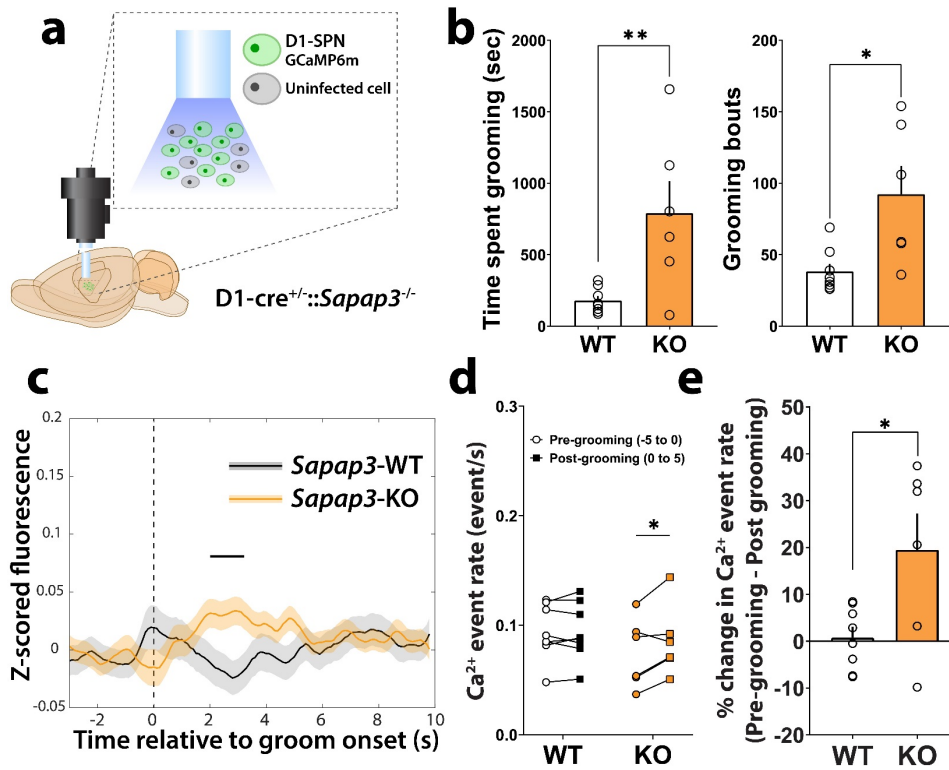 a
D1-SPN
GCaMP6m
Uninfected cell
D1-cre+/-::Sapap3-/-
b
Time spent grooming (sec)
2000
1500
1000
500
0
**
WT
KO
Grooming bouts
200
150
100
50
0
*
WT
KO
c
Z-scored fluorescence
0.2
0.15
0.1
0.05
0
-0.05
Sapap3-WT
Sapap3-KO
-2
0
2
4
6
8
10
Time relative to groom onset (s)
d
Ca2+ event rate (event/s)
0.3
0.2
0.1
0.0
Pre-grooming (-5 to 0)
Post-grooming (0 to 5)
*
WT
KO
e
% change in Ca2+ event rate
(Pre-grooming - Post grooming)
50
40
30
20
10
0
-10
-20
*
WT
KO